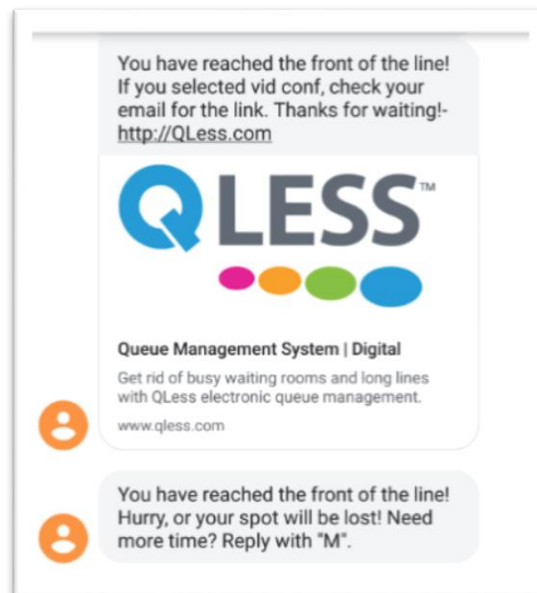 You have reached the front of the line!
If you selected vid conf, check your
email for the link. Thanks for waiting!-
http://QLess.com
QLESS™
Queue Management System | Digital
Get rid of busy waiting rooms and long lines
with QLess electronic queue management.
www.qless.com
You have reached the front of the line!
Hurry, or your spot will be lost! Need
more time? Reply with "M".